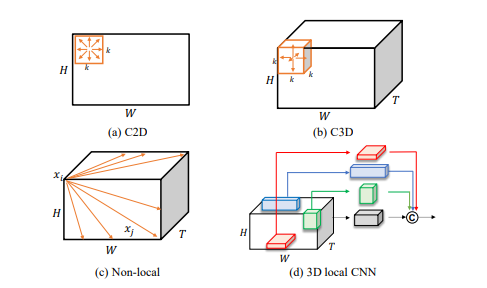 k
k
H
W
(a) C2D
k
k
k
H
T
W
(b) C3D
x_i
H
x_j
T
W
(c) Non-local
C
H
T
W
(d) 3D local CNN